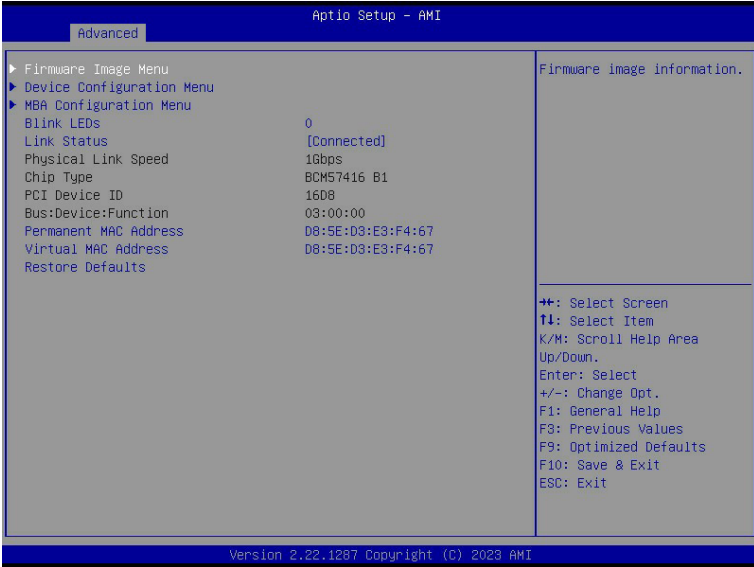 Aptio Setup - AMI
Advanced
Firmware Image Menu
Device Configuration Menu
MBA Configuration Menu
Blink LEDs 0
Link Status [Connected]
Physical Link Speed 1Gbps
Chip Type BCM57416 B1
PCI Device ID 16D8
Bus:Device:Function 03:00:00
Permanent MAC Address D8:5E:D3:E3:F4:67
Virtual MAC Address D8:5E:D3:E3:F4:67
Restore Defaults
Firmware image information.
→←: Select Screen
↑↓: Select Item
K/M: Scroll Help Area
Up/Down.
Enter: Select
+/-: Change Opt.
F1: General Help
F3: Previous Values
F9: Optimized Defaults
F10: Save & Exit
ESC: Exit
Version 2.22.1287 Copyright (C) 2023 AMI